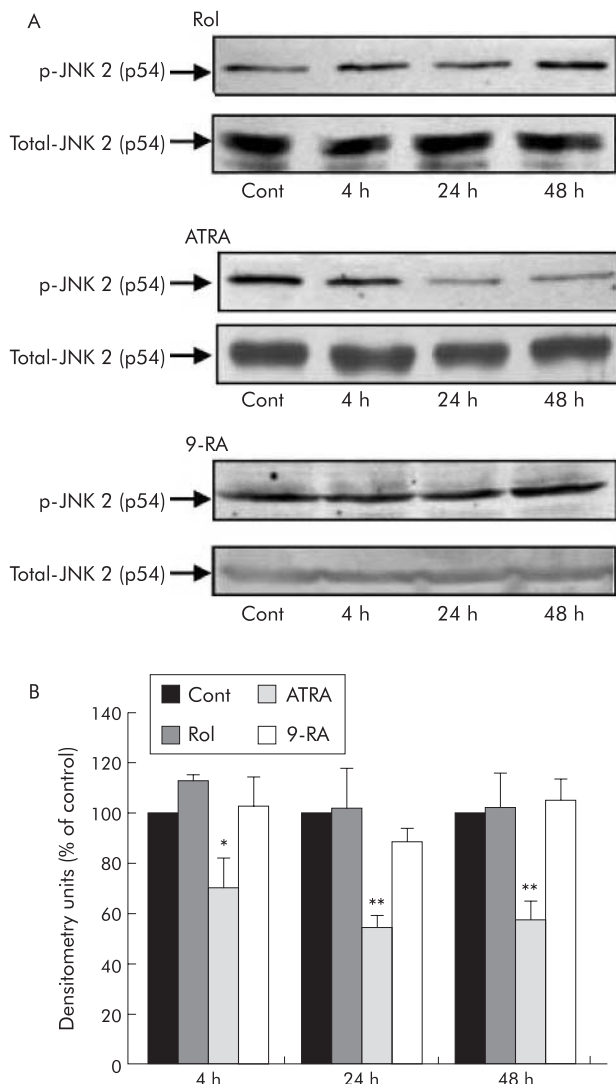 A
Rol
p-JNK 2 (p54)
Total-JNK 2 (p54)
Cont 4 h 24 h 48 h
ATRA
p-JNK 2 (p54)
Total-JNK 2 (p54)
Cont 4 h 24 h 48 h
9-RA
p-JNK 2 (p54)
Total-JNK 2 (p54)
Cont 4 h 24 h 48 h
B
Cont ATRA
Rol 9-RA
Densitometry units (% of control)
140
120
100
80
60
40
20
0
* ** **
4 h 24 h 48 h